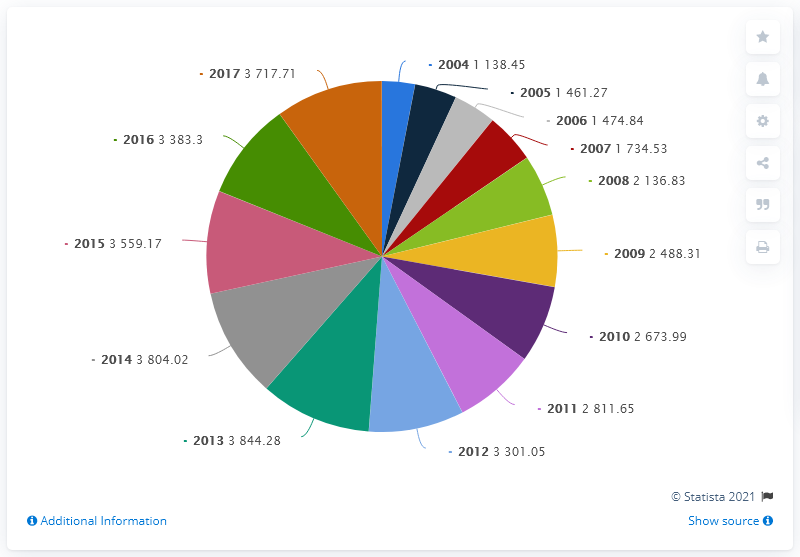 2004 1 138.45
2005 1 461.27
2006 1 474.84
2007 1 734.53
2008 2 136.83
2009 2 488.31
2010 2 673.99
2011 2 811.65
2012 3 301.05
2013 3 844.28
2014 3 804.02
2015 3 559.17
2016 3 383.3
2017 3 717.71
© Statista 2021
Additional Information
Show source